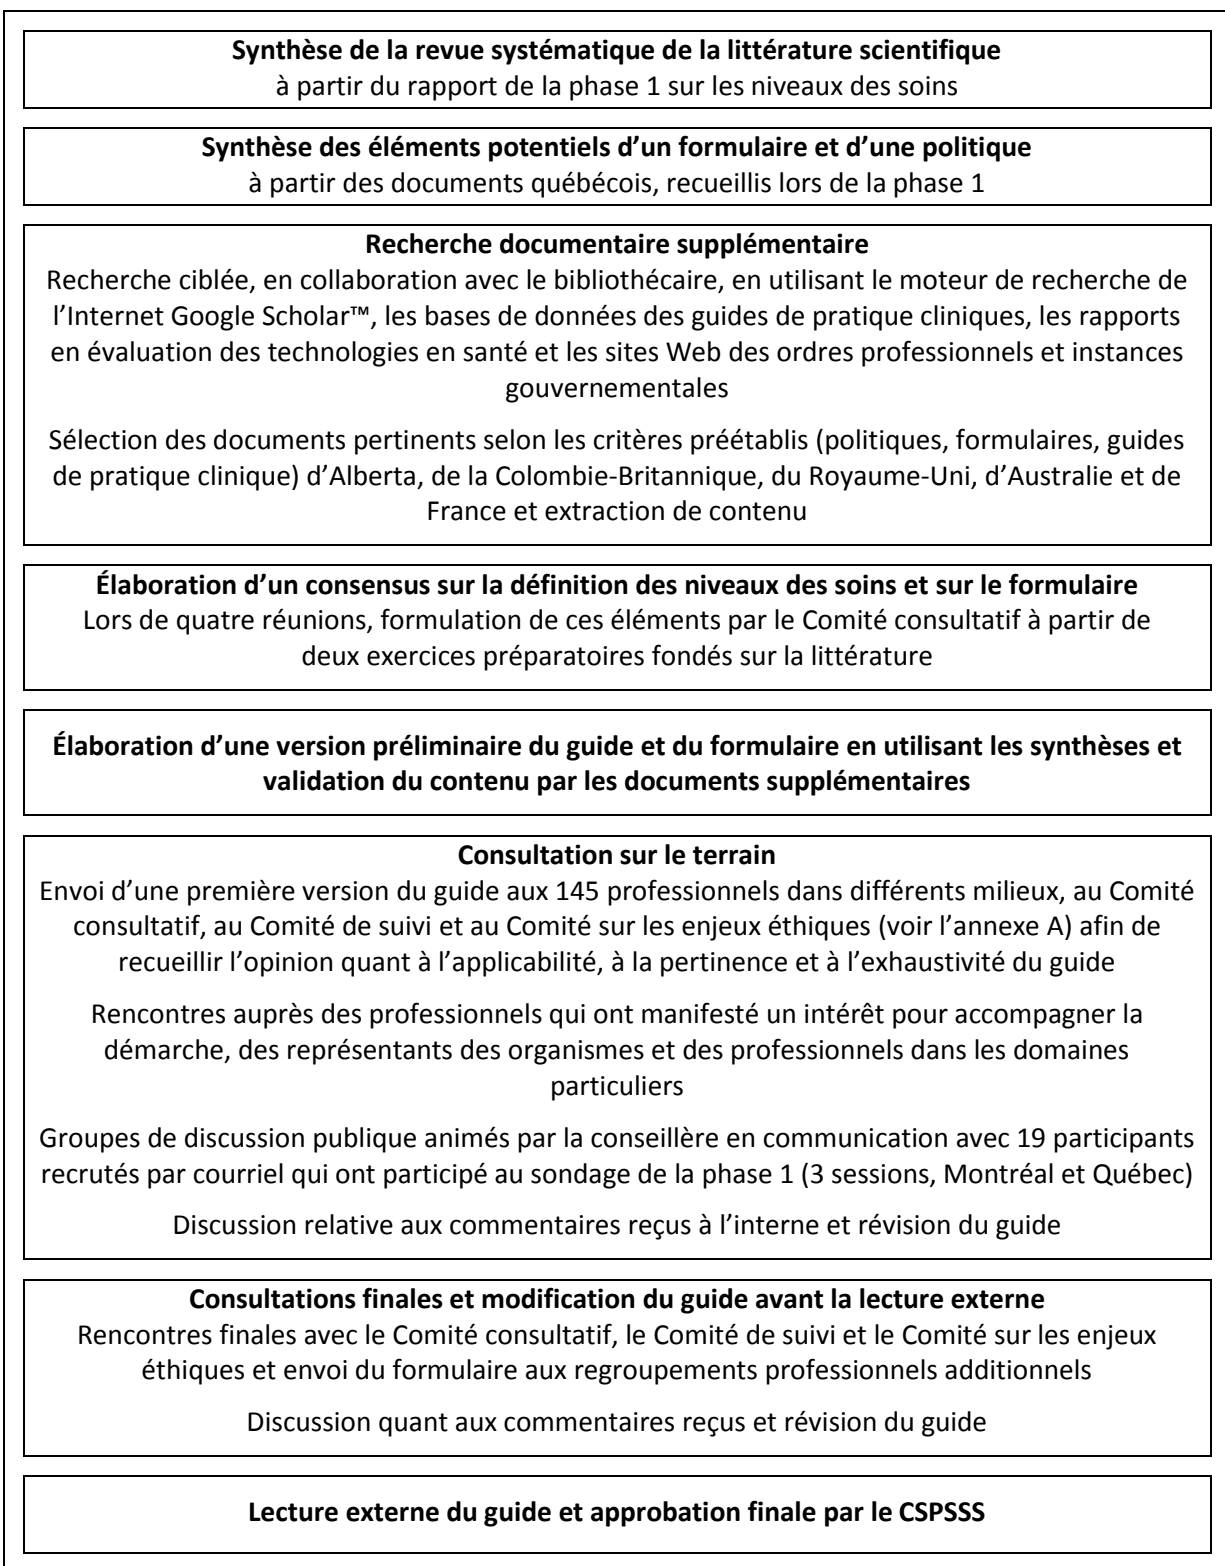 Synthèse de la revue systématique de la littérature scientifique
à partir du rapport de la phase 1 sur les niveaux des soins
Synthèse des éléments potentiels d’un formulaire et d’une politique
à partir des documents québécois, recueillis lors de la phase 1
Recherche documentaire supplémentaire
Recherche ciblée, en collaboration avec le bibliothécaire, en utilisant le moteur de recherche de
l’Internet Google Scholar™, les bases de données des guides de pratique cliniques, les rapports
en évaluation des technologies en santé et les sites Web des ordres professionnels et instances
gouvernementales
Sélection des documents pertinents selon les critères préétablis (politiques, formulaires, guides
de pratique clinique) d’Alberta, de la Colombie-Britannique, du Royaume-Uni, d’Australie et de
France et extraction de contenu
Élaboration d’un consensus sur la définition des niveaux des soins et sur le formulaire
Lors de quatre réunions, formulation de ces éléments par le Comité consultatif à partir de
deux exercices préparatoires fondés sur la littérature
Élaboration d’une version préliminaire du guide et du formulaire en utilisant les synthèses et
validation du contenu par les documents supplémentaires
Consultation sur le terrain
Envoi d’une première version du guide aux 145 professionnels dans différents milieux, au Comité
consultatif, au Comité de suivi et au Comité sur les enjeux éthiques (voir l’annexe A) afin de
recueillir l’opinion quant à l’applicabilité, à la pertinence et à l’exhaustivité du guide
Rencontres auprès des professionnels qui ont manifesté un intérêt pour accompagner la
démarche, des représentants des organismes et des professionnels dans les domaines
particuliers
Groupes de discussion publique animés par la conseillère en communication avec 19 participants
recrutés par courriel qui ont participé au sondage de la phase 1 (3 sessions, Montréal et Québec)
Discussion relative aux commentaires reçus à l’interne et révision du guide
Consultations finales et modification du guide avant la lecture externe
Rencontres finales avec le Comité consultatif, le Comité de suivi et le Comité sur les enjeux
éthiques et envoi du formulaire aux regroupements professionnels additionnels
Discussion quant aux commentaires reçus et révision du guide
Lecture externe du guide et approbation finale par le CSPSSS